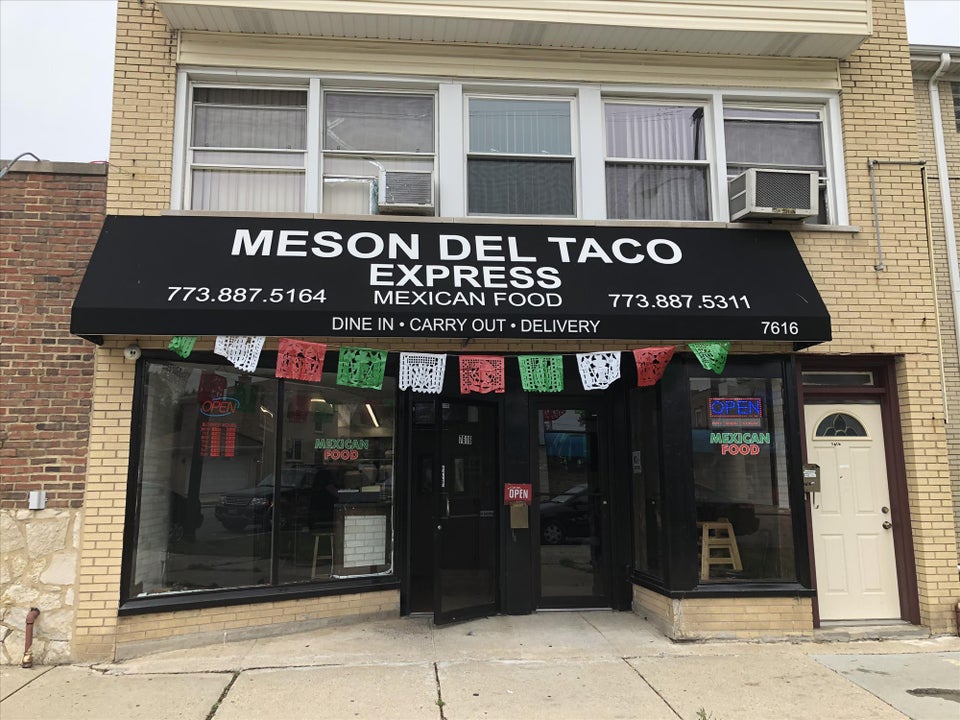 MESON DEL TACO
EXPRESS
773.887.5164 MEXICAN FOOD 773.887.5311
DINE IN • CARRY OUT • DELIVERY 7616
OPEN
MEXICAN
FOOD
7616
OPEN
OPEN
MEXICAN
FOOD